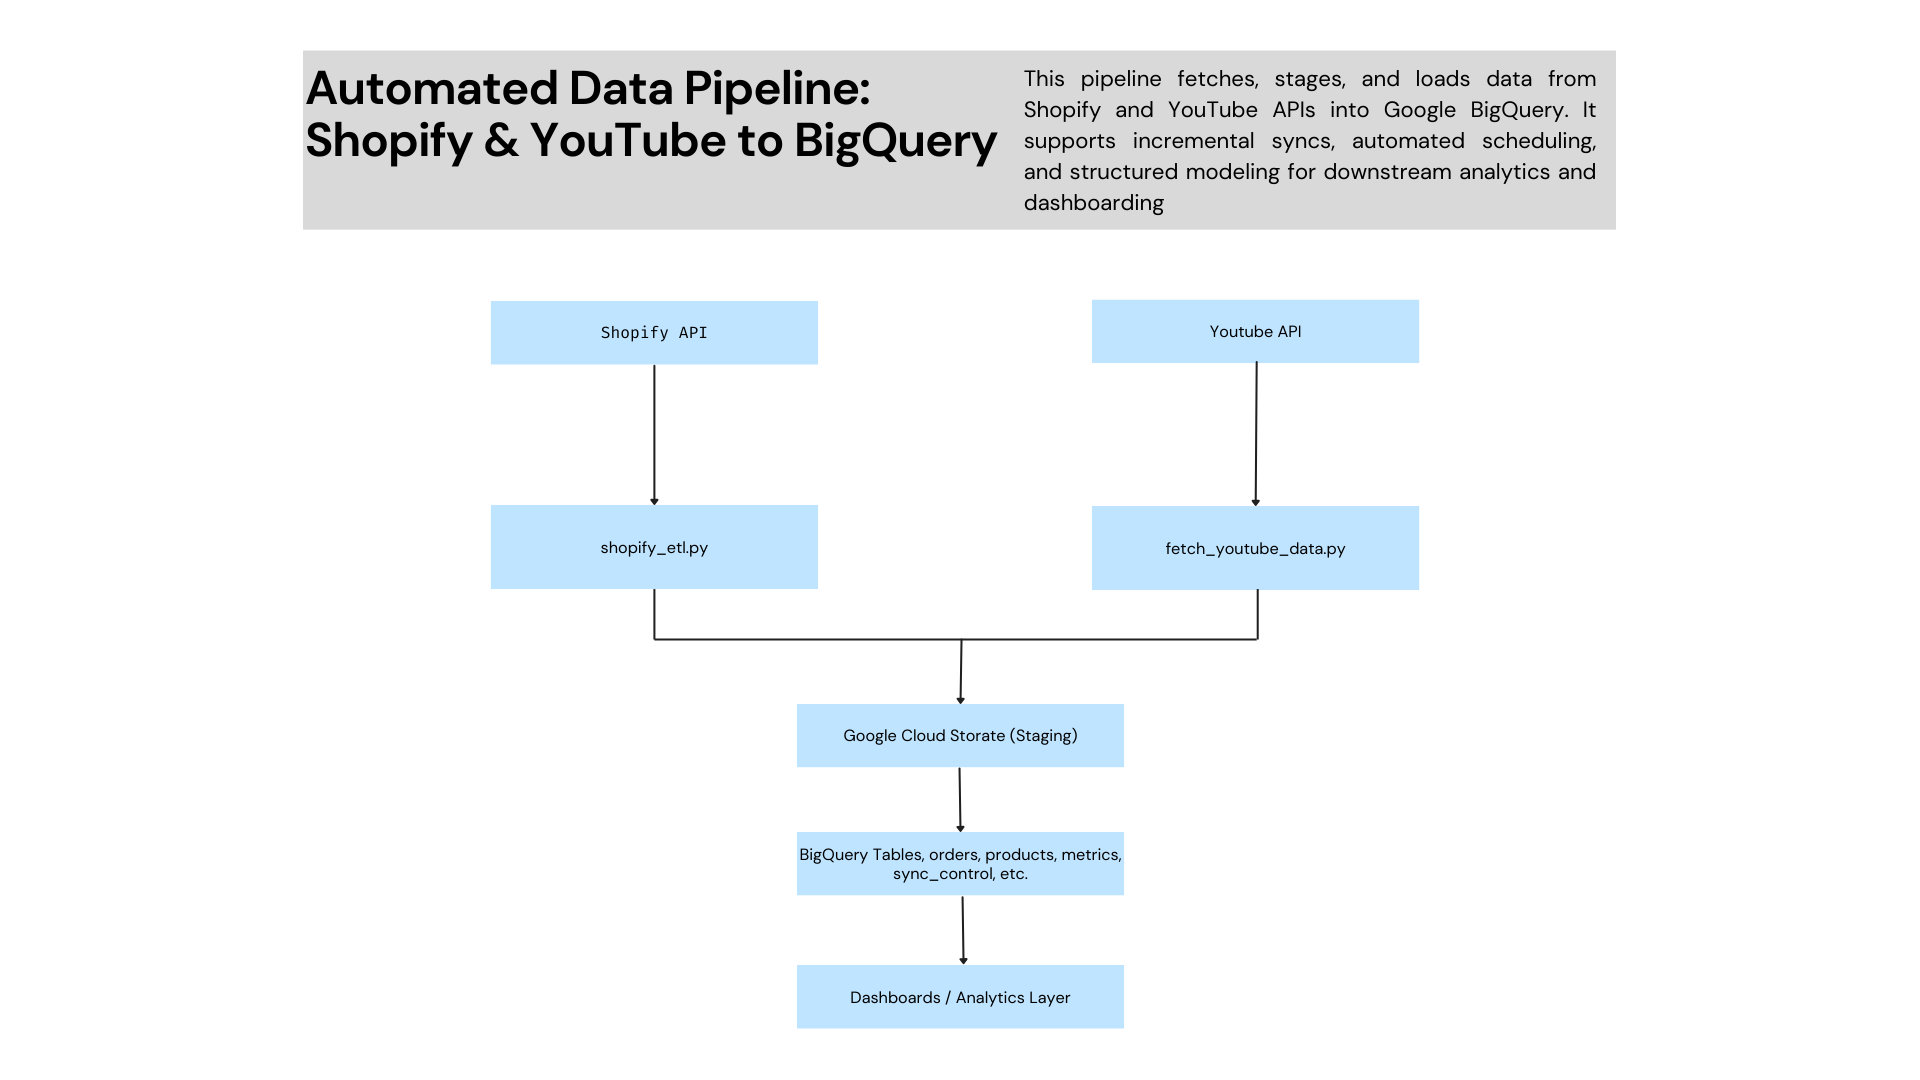 Automated Data Pipeline:
Shopify & YouTube to BigQuery
This pipeline fetches, stages, and loads data from
Shopify and YouTube APIs into Google BigQuery. It
supports incremental syncs, automated scheduling,
and structured modeling for downstream analytics and
dashboarding
Shopify API
Youtube API
shopify_etl.py
fetch_youtube_data.py
Google Cloud Storate (Staging)
BigQuery Tables, orders, products, metrics,
sync_control, etc.
Dashboards / Analytics Layer